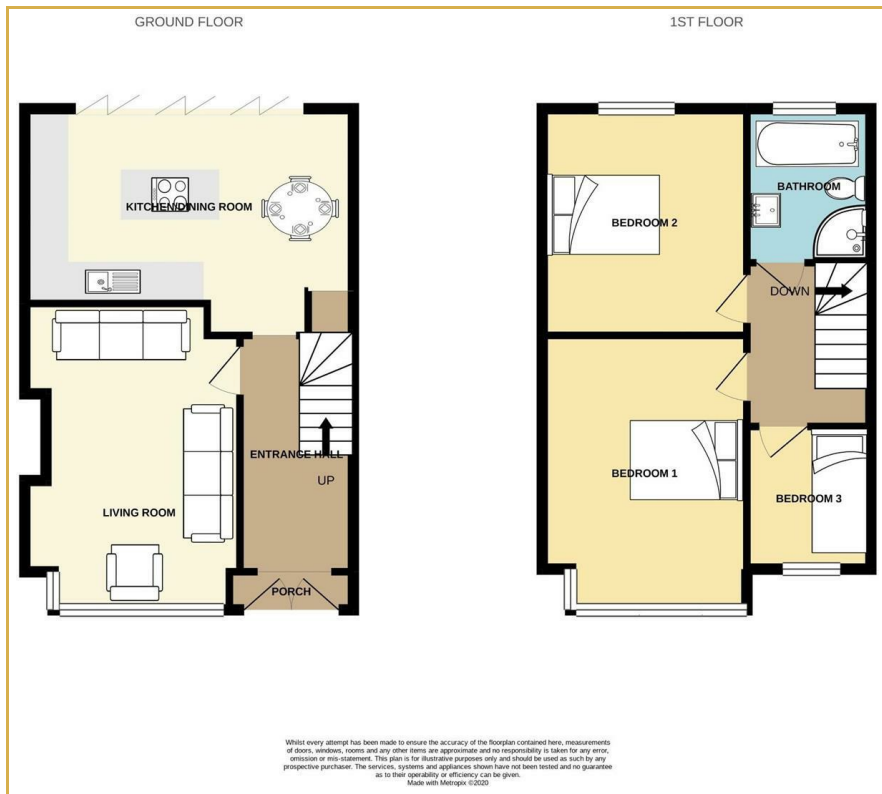 GROUND FLOOR
1ST FLOOR
KITCHEN/DINING ROOM
LIVING ROOM
ENTRANCE HALL
UP
PORCH
BEDROOM 2
BATHROOM
DOWN
BEDROOM 1
BEDROOM 3
Whilst every attempt has been made to ensure the accuracy of the floorplan contained here, measurements
of doors, windows, rooms and any other items are approximate and no responsibility is taken for any error,
omission or mis-statement. This plan is for illustrative purposes only and should be used as such by any
prospective purchaser. The services, systems and appliances shown have not been tested and no guarantee
as to their operability or efficiency can be given.
Made with Metropix ©2020